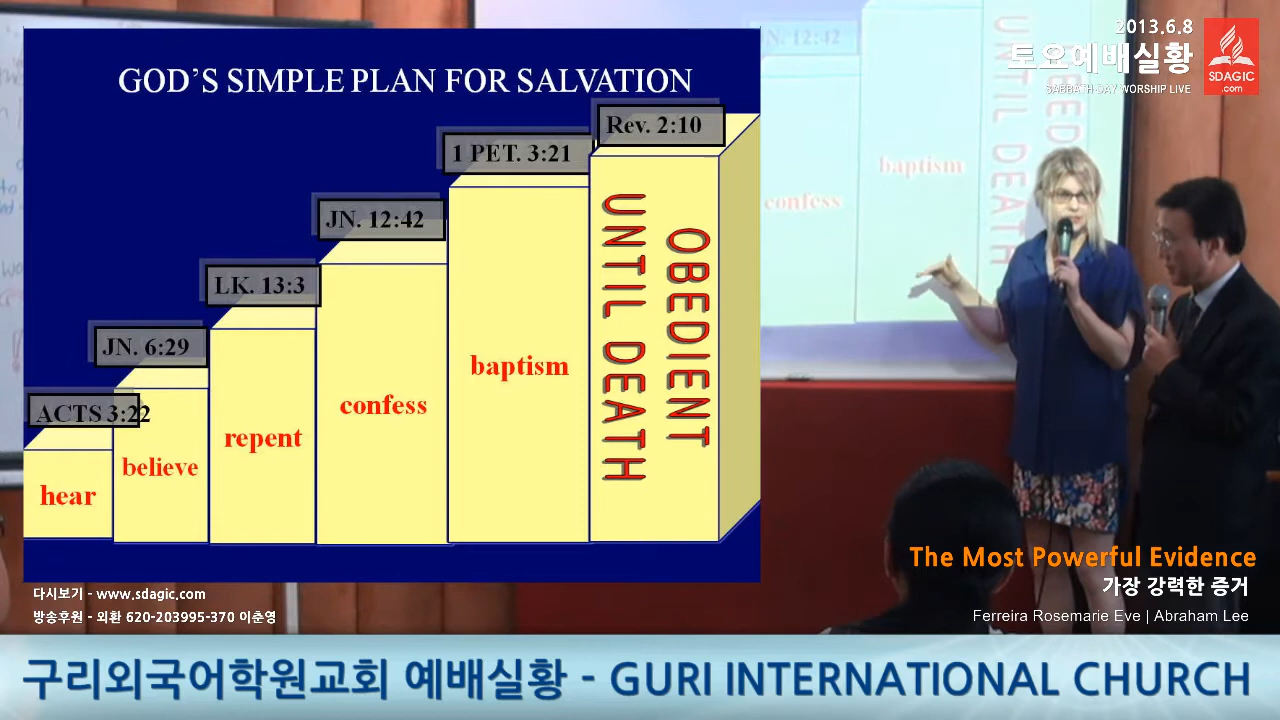 GOD'S SIMPLE PLAN FOR SALVATION
ACTS 3:22
JN. 6:29
LK. 13:3
JN. 12:42
1 PET. 3:21
Rev. 2:10
hear
believe
repent
confess
baptism
OBEDIENT
UNTIL DEATH
N. 12:42
confess
baptism
UNTIL DEATH
OBED
2013.6.8
토요예배실황
SABBATH-DAY WORSHIP LIVE
SDAGIC
.com
The Most Powerful Evidence
가장 강력한 증거
Ferreira Rosemarie Eve | Abraham Lee
다시보기 - www.sdagic.com
방송후원 - 외환 620-203995-370 이춘영
구리외국어학원교회 예배실황 - GURI INTERNATIONAL CHURCH